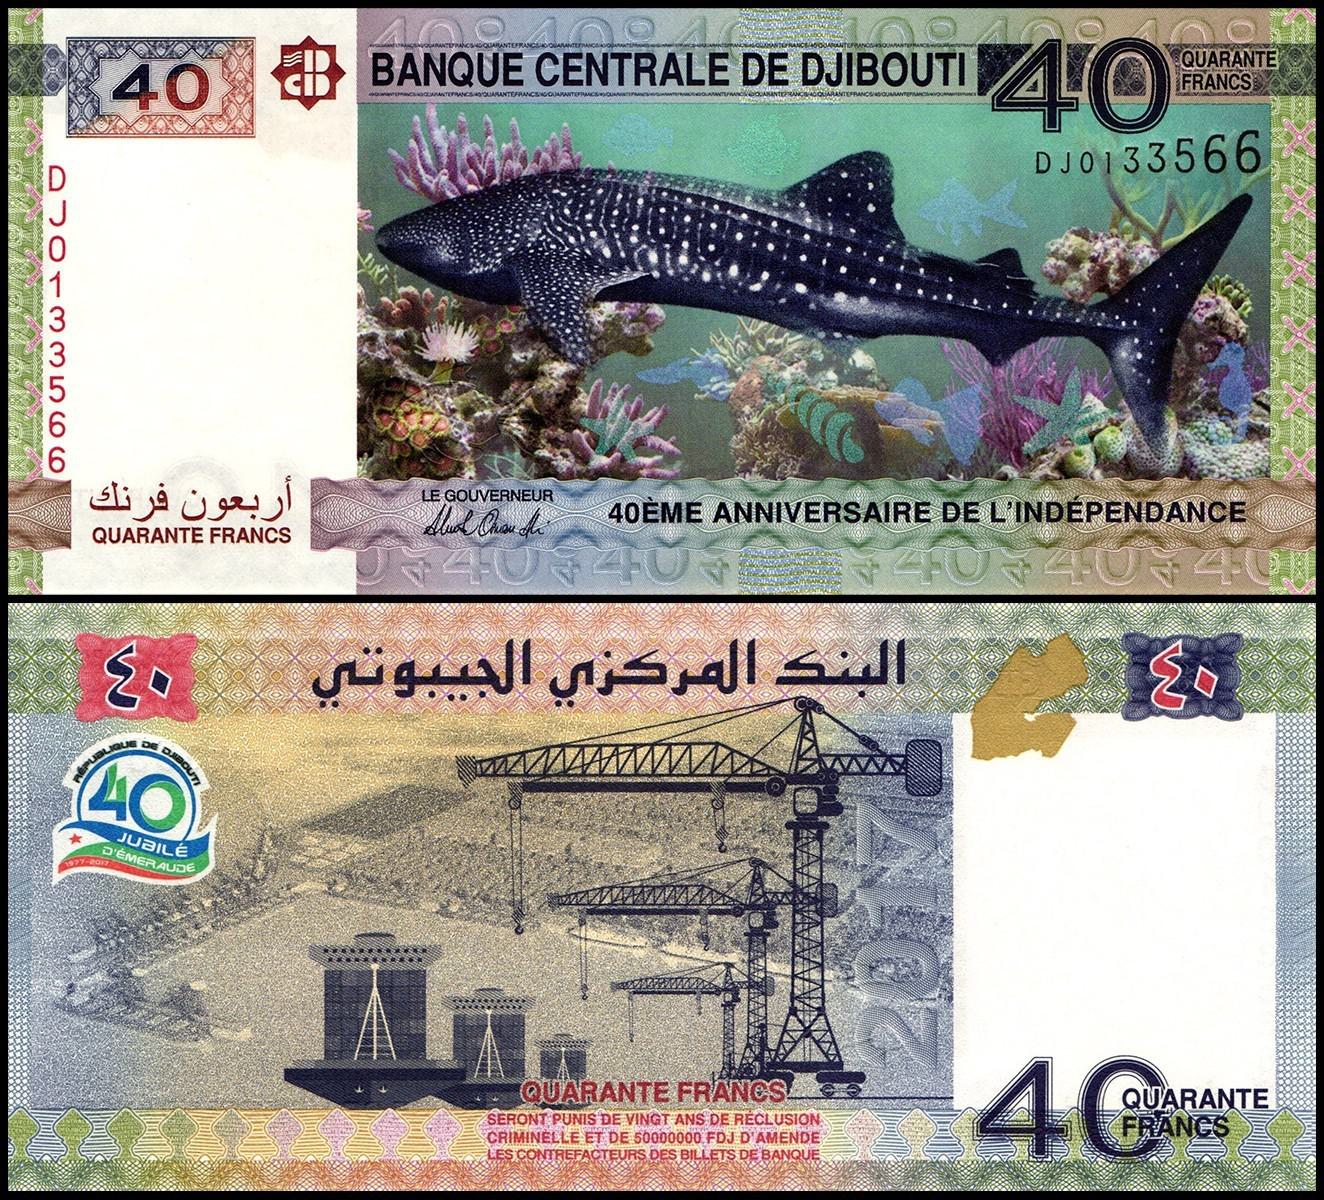 40
BANQUE CENTRALE DE DJIBOUTI
40
QUARANTE
FRANCS
DJ0133566
DJ0133566
أربعون فرنك
QUARANTE FRANCS
LE GOUVERNEUR
40ÈME ANNIVERSAIRE DE L'INDÉPENDANCE
٤٠
البنك المركزي الجيبوتي
٤٠
RÉPUBLIQUE DE DJIBOUTI
40
JUBILÉ
D'ÉMERAUDE
1977-2017
2017
QUARANTE FRANCS
SERONT PUNIS DE VINGT ANS DE RÉCLUSION
CRIMINELLE ET DE 50000000 FDJ D'AMENDE
LES CONTREFACTEURS DES BILLETS DE BANQUE
40
QUARANTE
FRANCS